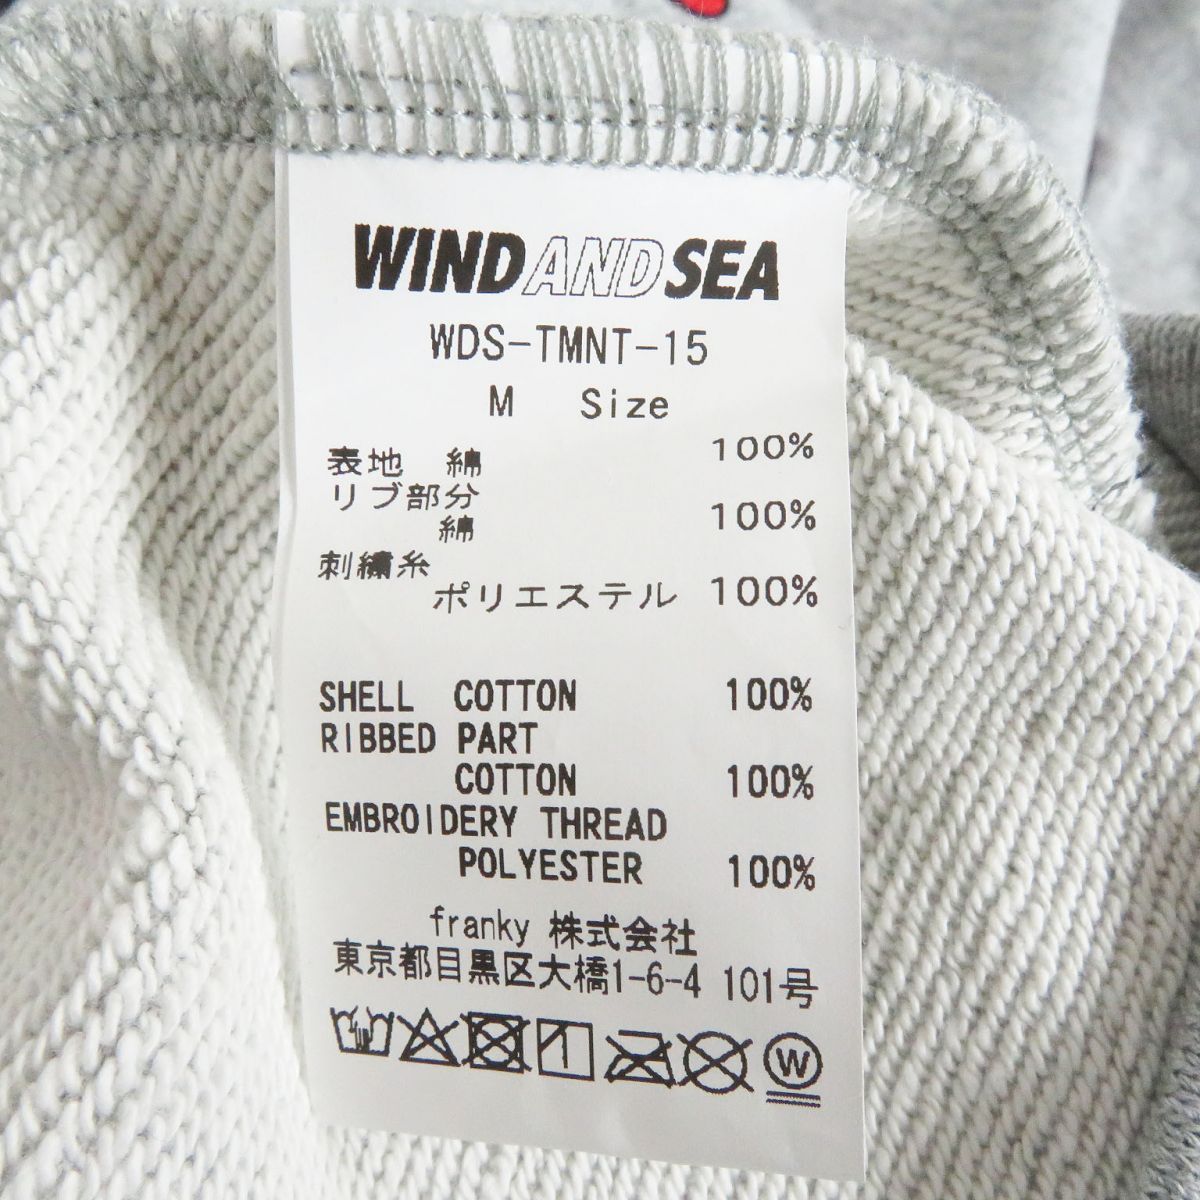 WINDANDSEA
WDS-TMNT-15
M Size
表地 綿 100%
リブ部分
綿 100%
刺繍糸
ポリエステル 100%
SHELL COTTON 100%
RIBBED PART
COTTON 100%
EMBROIDERY THREAD
POLYESTER 100%
franky 株式会社
東京都目黒区大橋1-6-4 101号
W